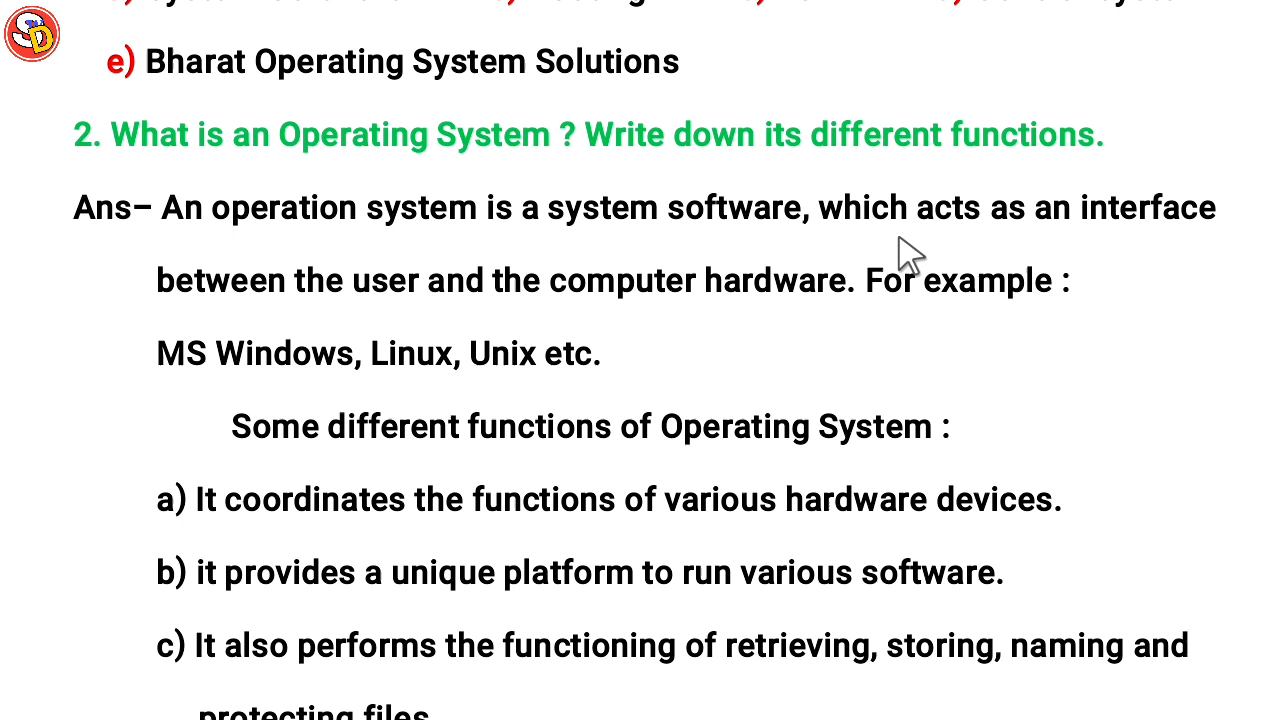 e) Bharat Operating System Solutions
2. What is an Operating System ? Write down its different functions.
Ans– An operation system is a system software, which acts as an interface
between the user and the computer hardware. For example :
MS Windows, Linux, Unix etc.
Some different functions of Operating System :
a) It coordinates the functions of various hardware devices.
b) it provides a unique platform to run various software.
c) It also performs the functioning of retrieving, storing, naming and
protecting files